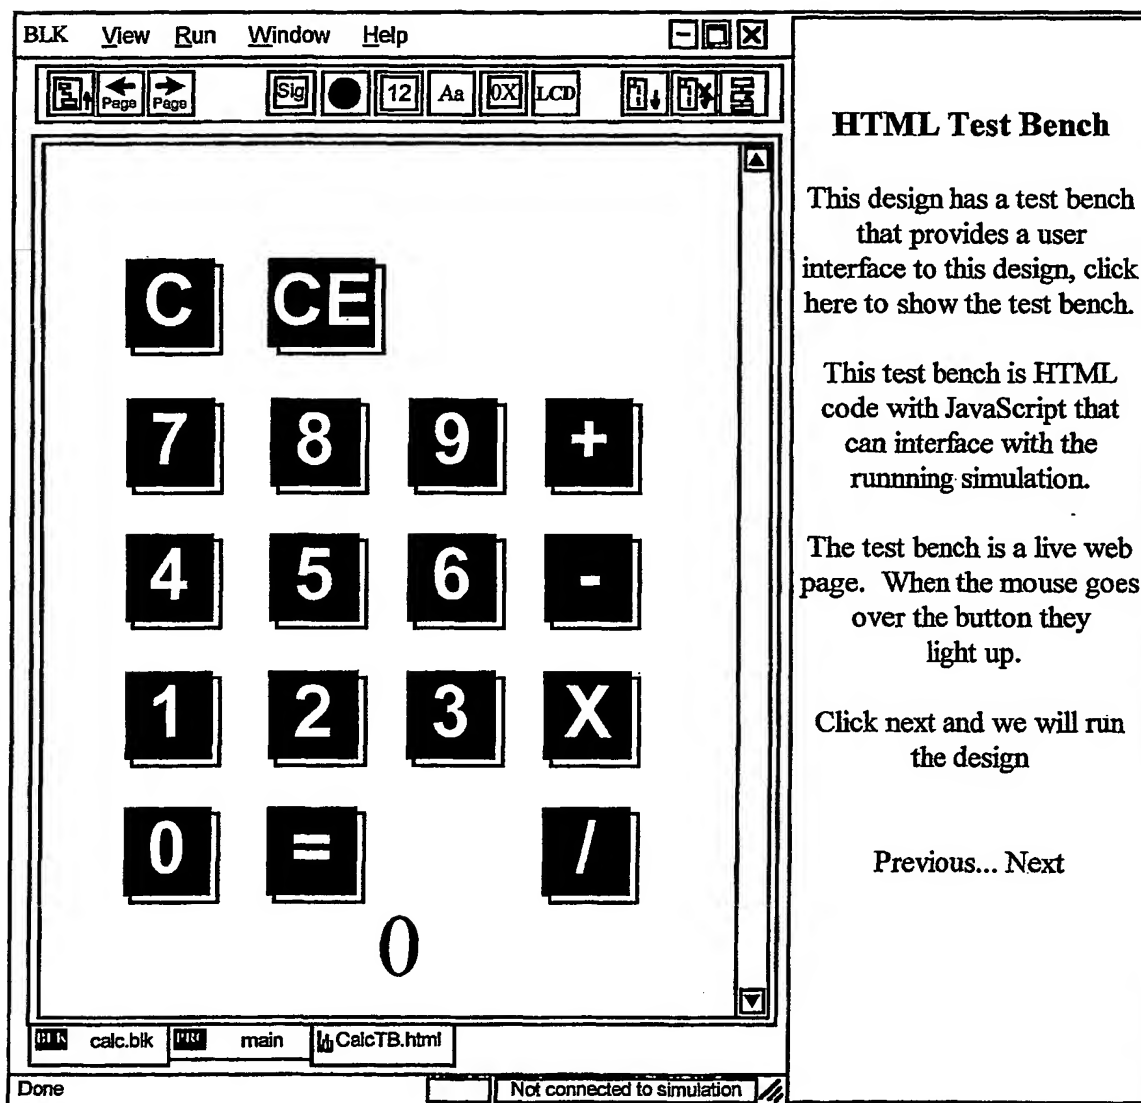 BLK View Run Window Help
Page Page Sig 12 Aa 0X LCD
C CE
7 8 9 +
4 5 6 -
1 2 3 X
0 = /
0
BLK calc.blk PRC main CalcTB.html
Done Not connected to simulation
HTML Test Bench
This design has a test bench
that provides a user
interface to this design, click
here to show the test bench.
This test bench is HTML
code with JavaScript that
can interface with the
runnning simulation.
The test bench is a live web
page. When the mouse goes
over the button they
light up.
Click next and we will run
the design
Previous... Next